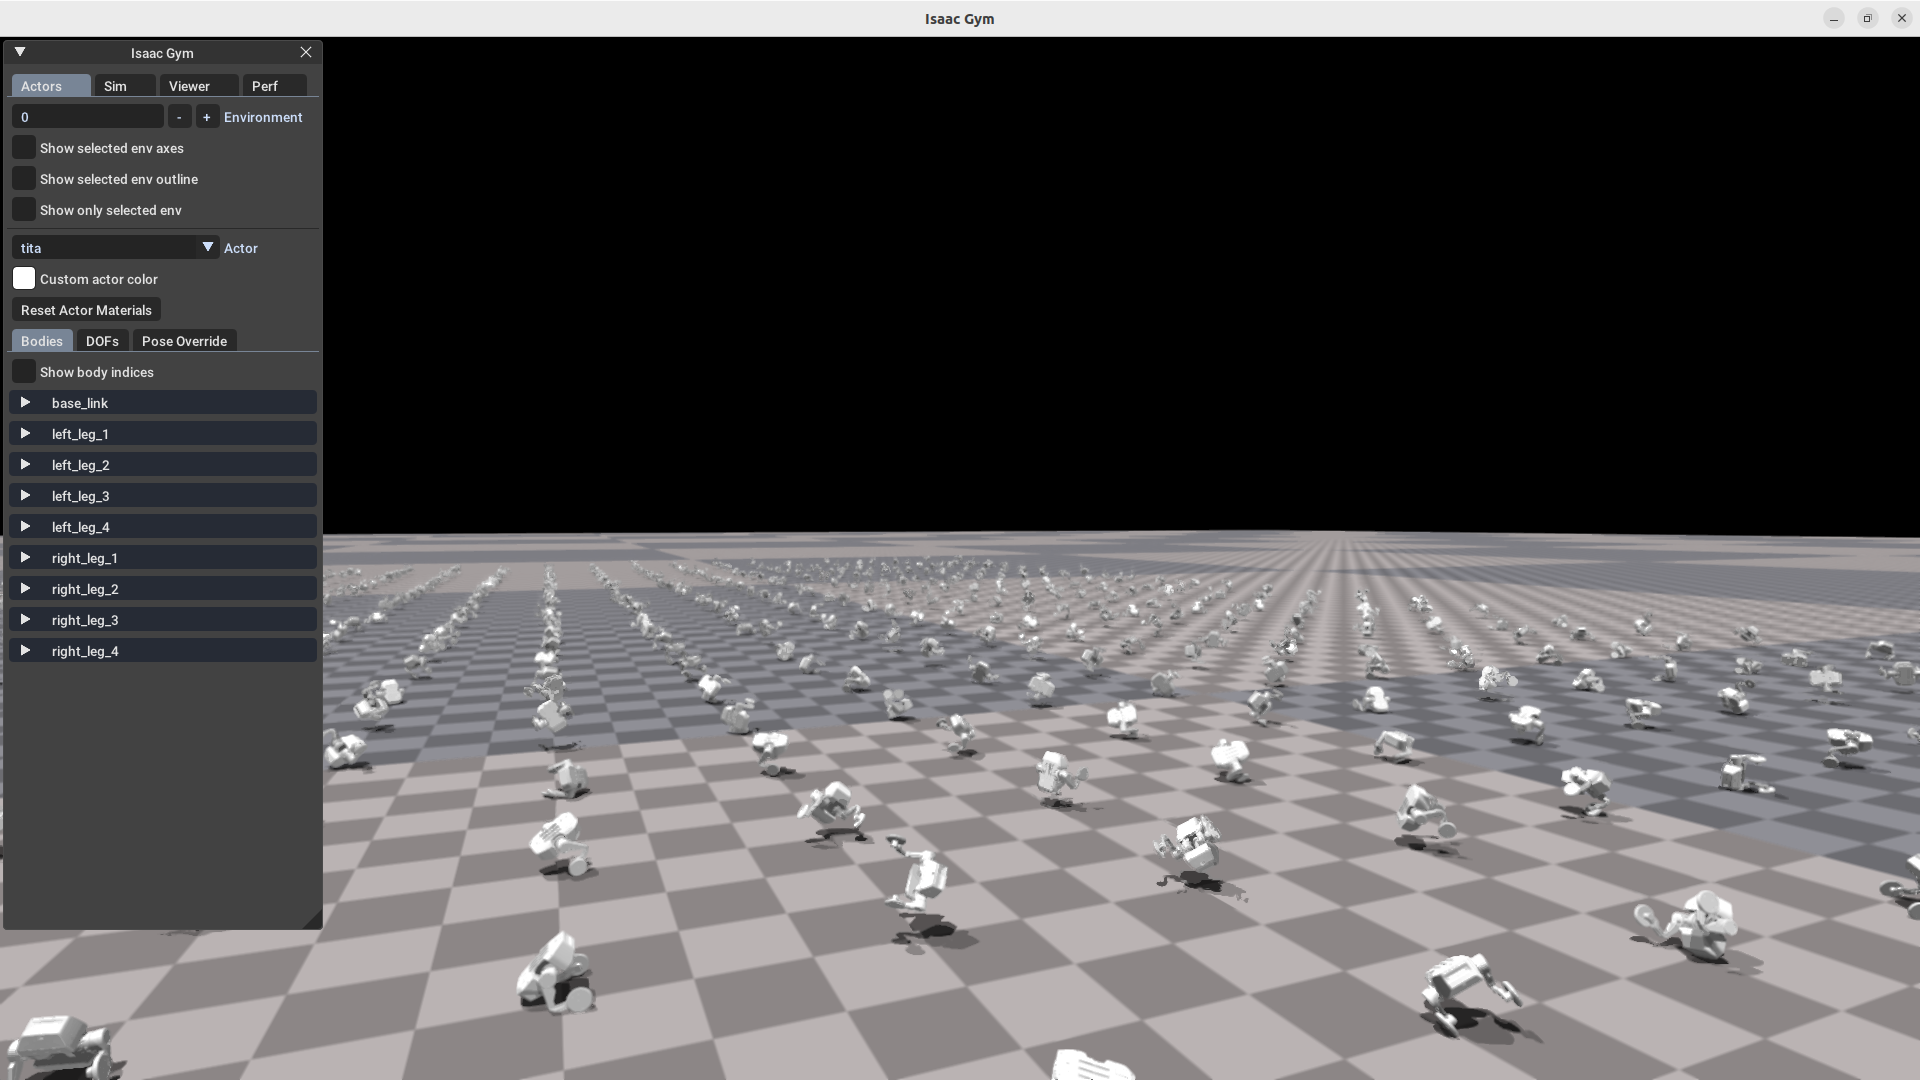 Isaac Gym
Isaac Gym
Actors Sim Viewer Perf
0 - + Environment
Show selected env axes
Show selected env outline
Show only selected env
tita Actor
Custom actor color
Reset Actor Materials
Bodies DOFs Pose Override
Show body indices
base_link
left_leg_1
left_leg_2
left_leg_3
left_leg_4
right_leg_1
right_leg_2
right_leg_3
right_leg_4